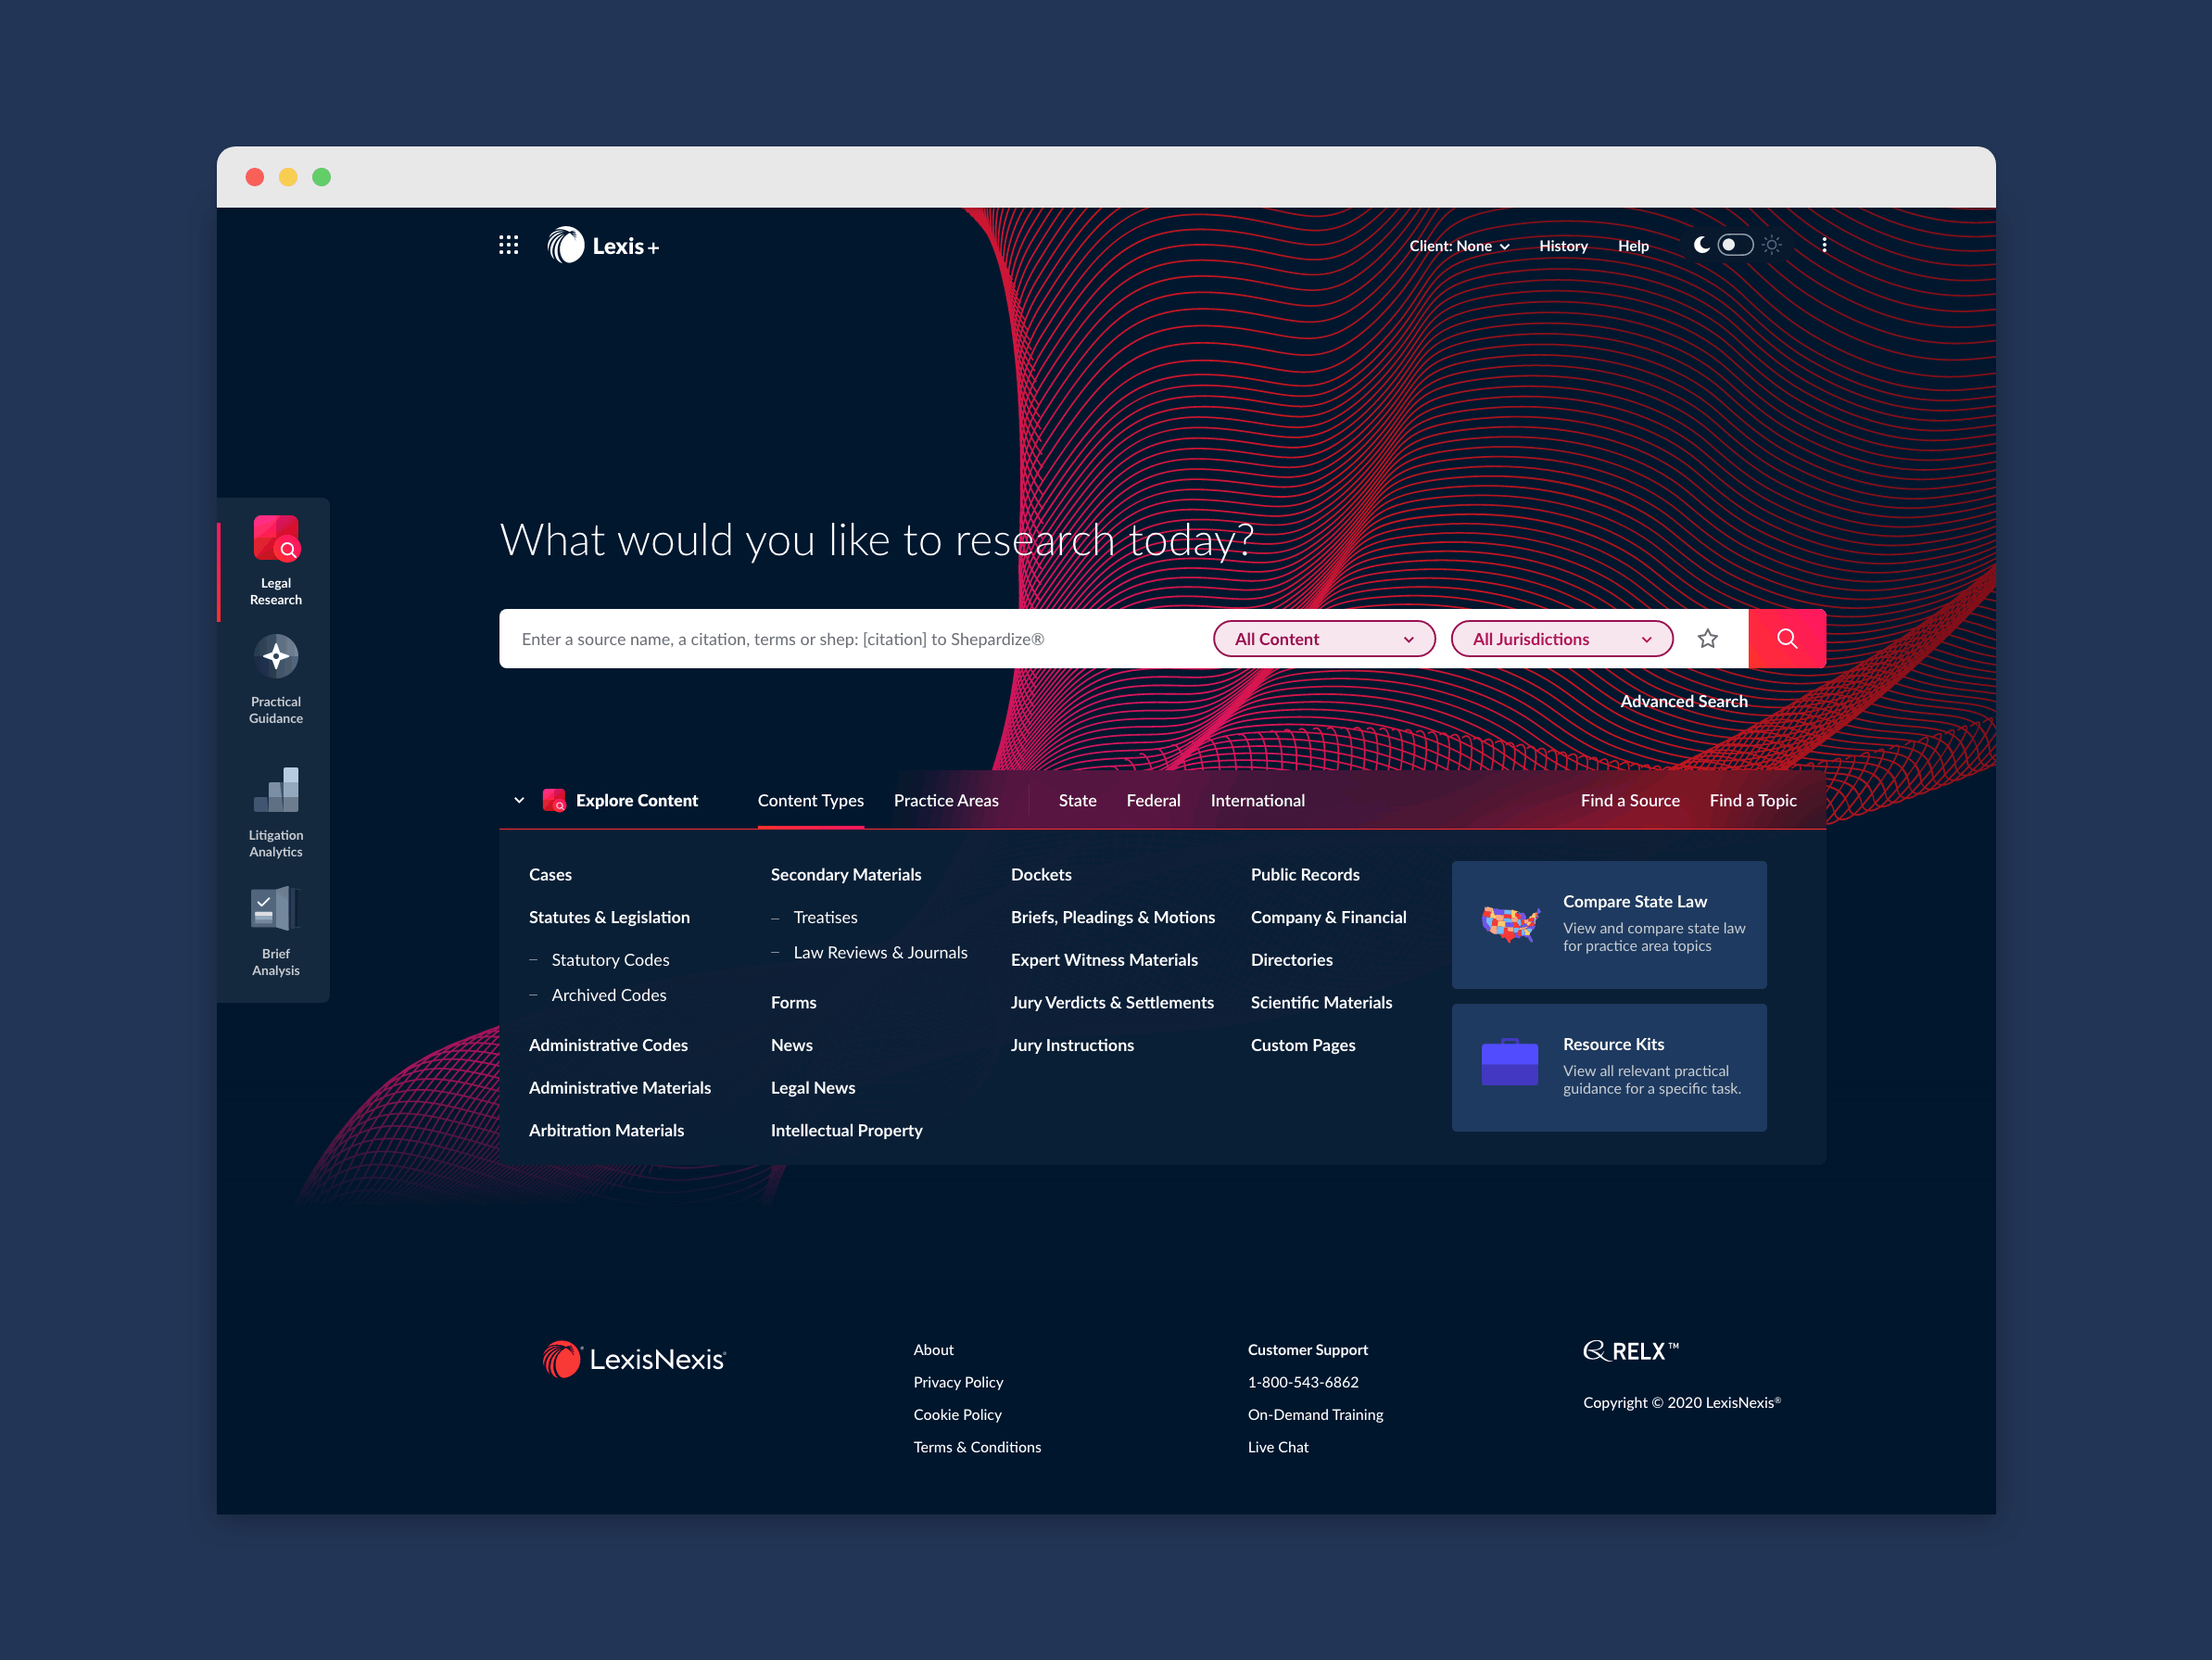 Lexis+
Client: None
History
Help
Legal
Research
Practical
Guidance
Litigation
Analytics
Brief
Analysis
What would you like to research today?
Enter a source name, a citation, terms or shep: [citation] to Shepardize®
All Content
All Jurisdictions
Advanced Search
Explore Content
Content Types
Practice Areas
State
Federal
International
Find a Source
Find a Topic
Cases
Statutes & Legislation
– Statutory Codes
– Archived Codes
Administrative Codes
Administrative Materials
Arbitration Materials
Secondary Materials
– Treatises
– Law Reviews & Journals
Forms
News
Legal News
Intellectual Property
Dockets
Briefs, Pleadings & Motions
Expert Witness Materials
Jury Verdicts & Settlements
Jury Instructions
Public Records
Company & Financial
Directories
Scientific Materials
Custom Pages
Compare State Law
View and compare state law
for practice area topics
Resource Kits
View all relevant practical
guidance for a specific task.
LexisNexis®
About
Privacy Policy
Cookie Policy
Terms & Conditions
Customer Support
1-800-543-6862
On-Demand Training
Live Chat
RELX™
Copyright © 2020 LexisNexis®